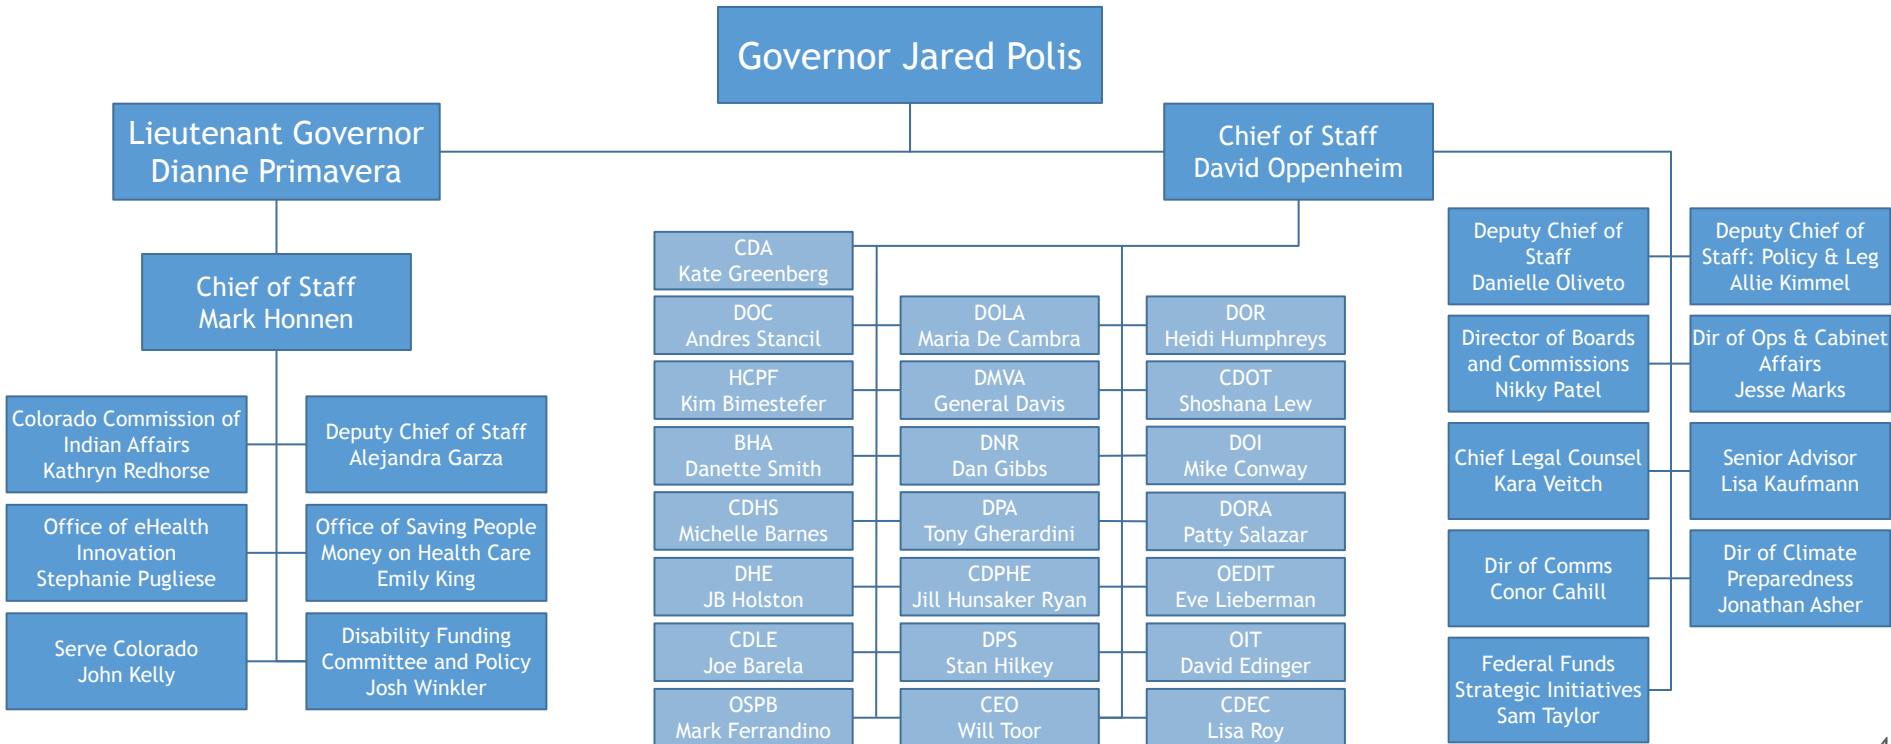 Governor Jared Polis
Lieutenant Governor
Dianne Primavera
Chief of Staff
David Oppenheim
Chief of Staff
Mark Honnen
Colorado Commission of
Indian Affairs
Kathryn Redhorse
Deputy Chief of Staff
Alejandra Garza
Office of eHealth
Innovation
Stephanie Pugliese
Office of Saving People
Money on Health Care
Emily King
Serve Colorado
John Kelly
Disability Funding
Committee and Policy
Josh Winkler
CDA
Kate Greenberg
DOC
Andres Stancil
DOLA
Maria De Cambra
DOR
Heidi Humphreys
HCPF
Kim Bimestefer
DMVA
General Davis
CDOT
Shoshana Lew
BHA
Danette Smith
DNR
Dan Gibbs
DOI
Mike Conway
CDHS
Michelle Barnes
DPA
Tony Gherardini
DORA
Patty Salazar
DHE
JB Holston
CDPHE
Jill Hunsaker Ryan
OEDIT
Eve Lieberman
CDLE
Joe Barela
DPS
Stan Hilkey
OIT
David Edinger
OSPB
Mark Ferrandino
CEO
Will Toor
CDEC
Lisa Roy
Deputy Chief of
Staff
Danielle Oliveto
Deputy Chief of
Staff: Policy & Leg
Allie Kimmel
Director of Boards
and Commissions
Nikky Patel
Dir of Ops & Cabinet
Affairs
Jesse Marks
Chief Legal Counsel
Kara Veitch
Senior Advisor
Lisa Kaufmann
Dir of Comms
Conor Cahill
Dir of Climate
Preparedness
Jonathan Asher
Federal Funds
Strategic Initiatives
Sam Taylor